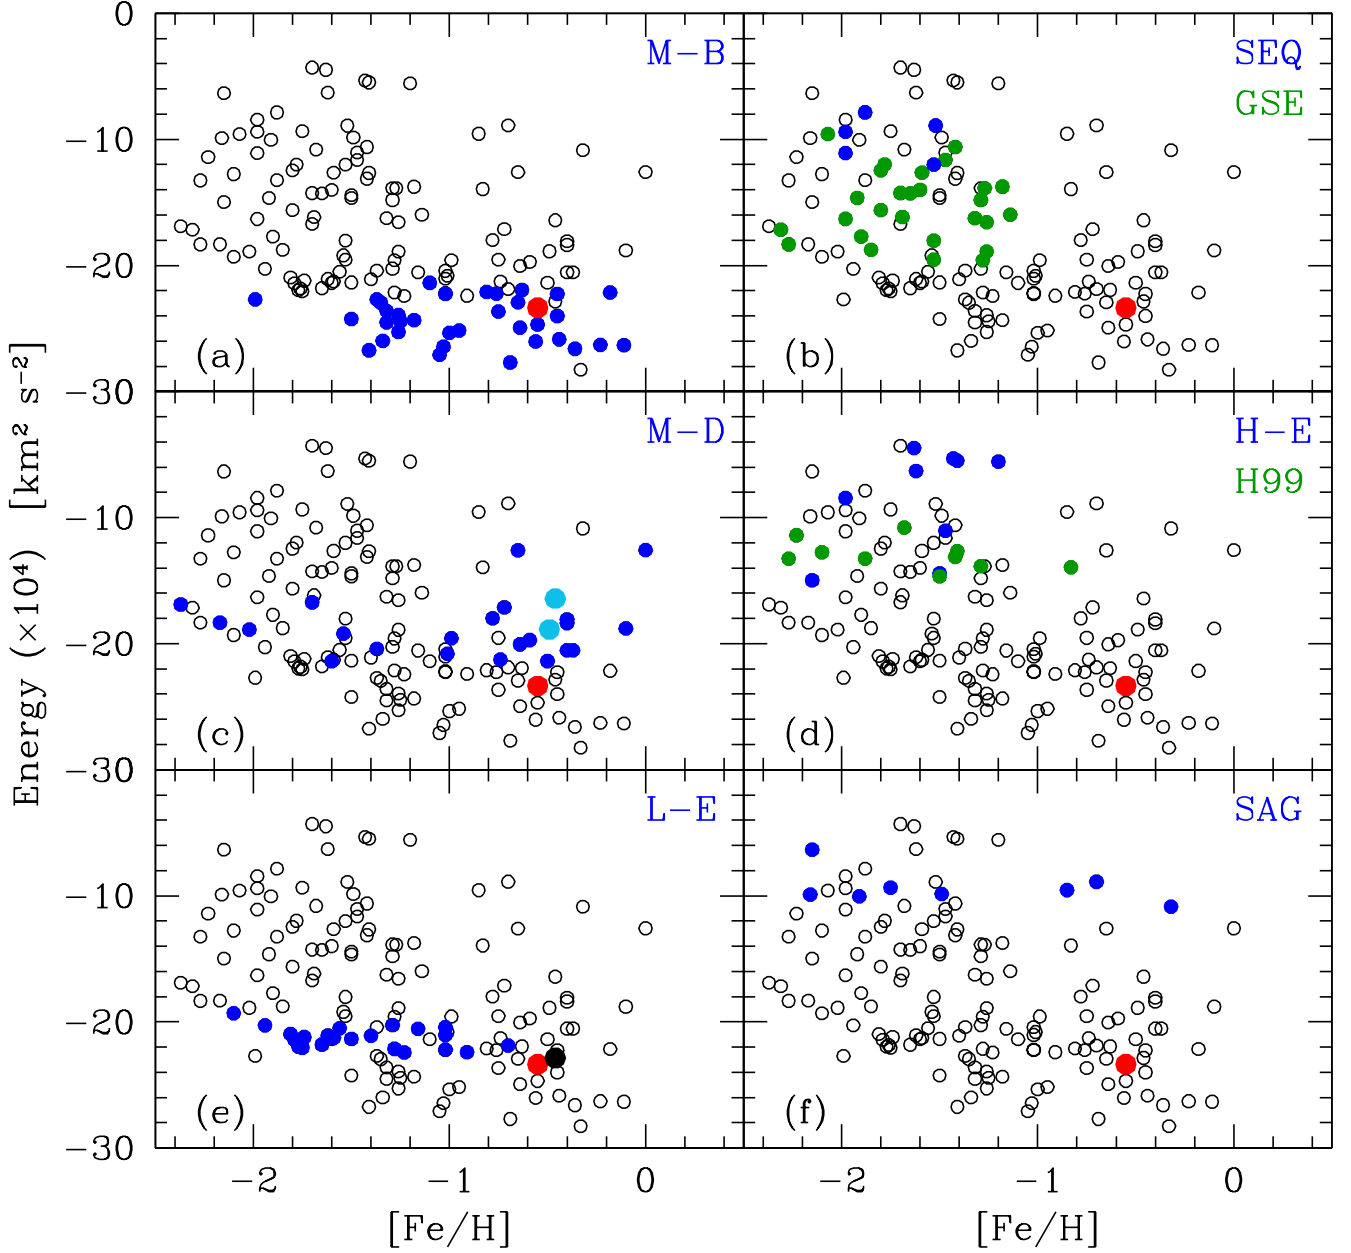 0
−10
−20
−30
−10
−20
−30
−10
−20
−30
Energy (×10⁴) [km² s⁻²]
M−B
(a)
SEQ
GSE
(b)
M−D
(c)
H−E
H99
(d)
L−E
(e)
SAG
(f)
−2 −1 0
−2 −1 0
[Fe/H]
[Fe/H]